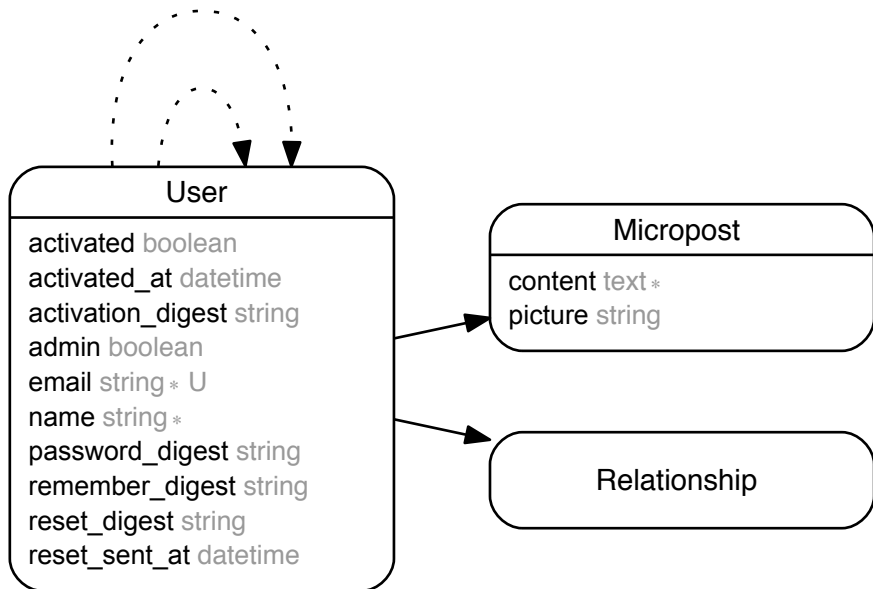 User
activated boolean
activated_at datetime
activation_digest string
admin boolean
email string * U
name string *
password_digest string
remember_digest string
reset_digest string
reset_sent_at datetime
Micropost
content text *
picture string
Relationship